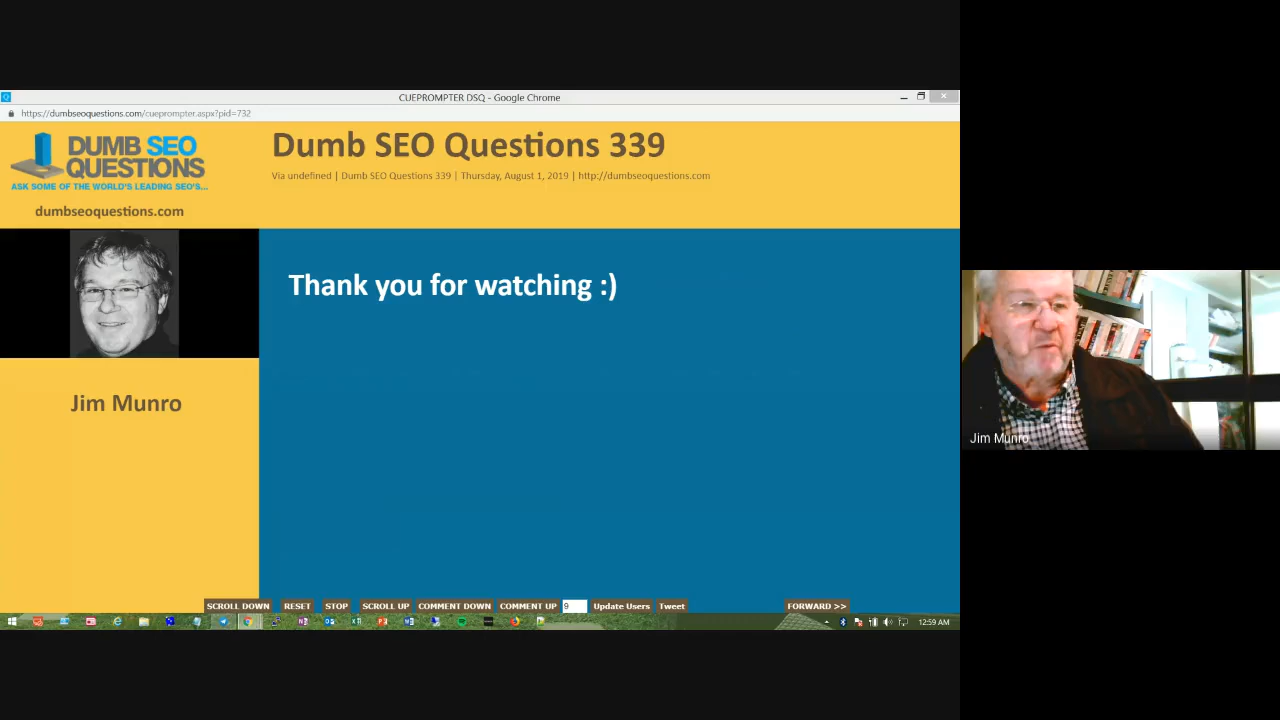 CUEPROMPTER DSQ - Google Chrome
https://dumbseoquestions.com/cueprompter.aspx?pid=732
DUMB SEO
QUESTIONS
ASK SOME OF THE WORLD'S LEADING SEO'S...
dumbseoquestions.com
Dumb SEO Questions 339
Via undefined | Dumb SEO Questions 339 | Thursday, August 1, 2019 | http://dumbseoquestions.com
Thank you for watching :)
Jim Munro
Jim Munro
SCROLL DOWN RESET STOP SCROLL UP COMMENT DOWN COMMENT UP 9 Update Users Tweet FORWARD >>
12:59 AM